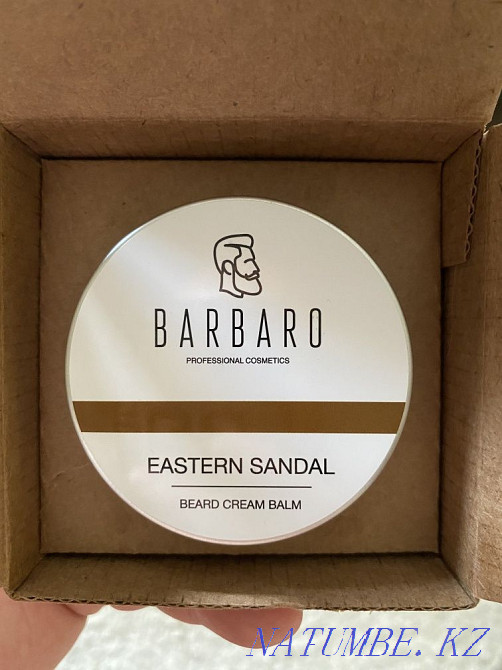 BARBARO
PROFESSIONAL COSMETICS
EASTERN SANDAL
BEARD CREAM BALM
NATUMBE. KZ